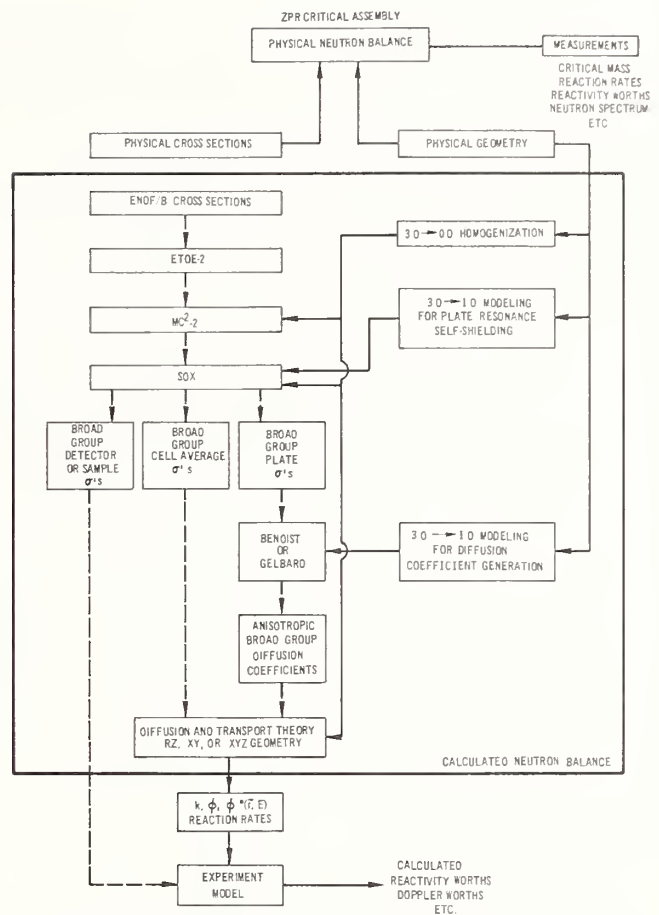 ZPR CRITICAL ASSEMBLY
PHYSICAL NEUTRON BALANCE
MEASUREMENTS
CRITICAL MASS
REACTION RATES
REACTIVITY WORTHS
NEUTRON SPECTRUM
ETC
PHYSICAL CROSS SECTIONS
PHYSICAL GEOMETRY
ENDF/B CROSS SECTIONS
3D → 0D HOMOGENIZATION
ETOE-2
3D → 1D MODELING
FOR PLATE RESONANCE
SELF-SHIELDING
MC²-2
SDX
BROAD
GROUP
DETECTOR
OR SAMPLE
σ's
BROAD
GROUP
CELL AVERAGE
σ's
BROAD
GROUP
PLATE
σ's
BENOIST
OR
GELBARD
3D → 1D MODELING
FOR DIFFUSION
COEFFICIENT GENERATION
ANISOTROPIC
BROAD GROUP
DIFFUSION
COEFFICIENTS
DIFFUSION AND TRANSPORT THEORY
RZ, XY, OR XYZ GEOMETRY
CALCULATED NEUTRON BALANCE
k, ϕ, ϕ*(r̄, E)
REACTION RATES
EXPERIMENT
MODEL
CALCULATED
REACTIVITY WORTHS
DOPPLER WORTHS
ETC.